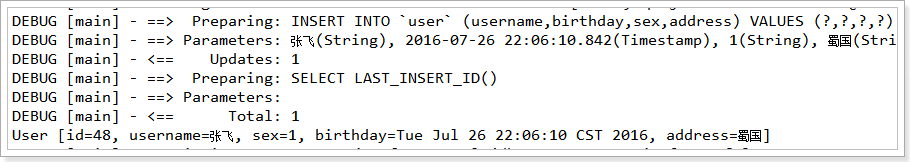 DEBUG [main] - ==>  Preparing: INSERT INTO `user` (username,birthday,sex,address) VALUES (?,?,?,?)
DEBUG [main] - ==> Parameters: 张飞(String), 2016-07-26 22:06:10.842(Timestamp), 1(String), 蜀国(Stri
DEBUG [main] - <==    Updates: 1
DEBUG [main] - ==>  Preparing: SELECT LAST_INSERT_ID()
DEBUG [main] - ==> Parameters:
DEBUG [main] - <==      Total: 1
User [id=48, username=张飞, sex=1, birthday=Tue Jul 26 22:06:10 CST 2016, address=蜀国]